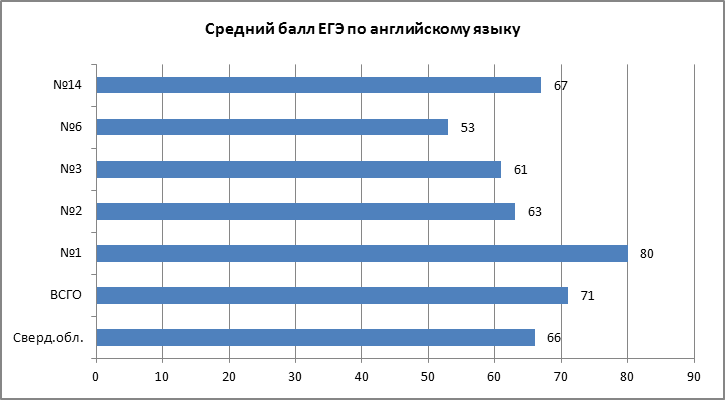 Средний балл ЕГЭ по английскому языку
№14 67
№6 53
№3 61
№2 63
№1 80
ВСГО 71
Сверд.обл. 66
0 10 20 30 40 50 60 70 80 90